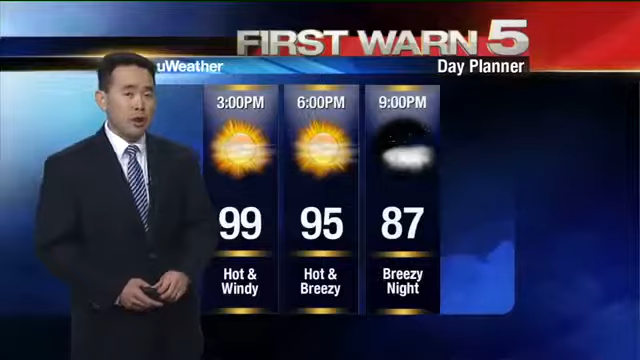 FIRST WARN 5
uWeather
Day Planner
3:00PM
6:00PM
9:00PM
99
95
87
Hot &
Windy
Hot &
Breezy
Breezy
Night